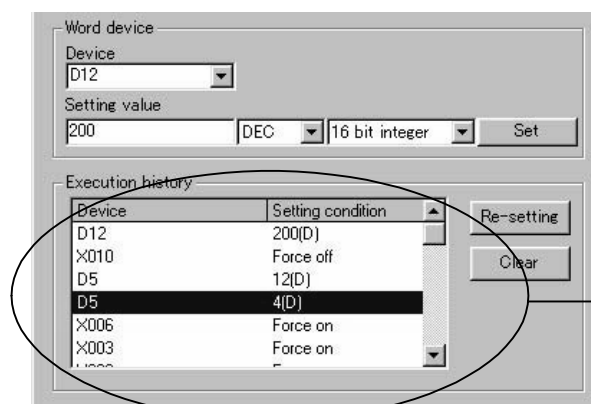 Word device
Device
D12
Setting value
200 DEC 16 bit integer Set
Execution history
Device Setting condition Re-setting
D12 200(D)
X010 Force off Clear
D5 12(D)
D5 4(D)
X006 Force on
X003 Force on